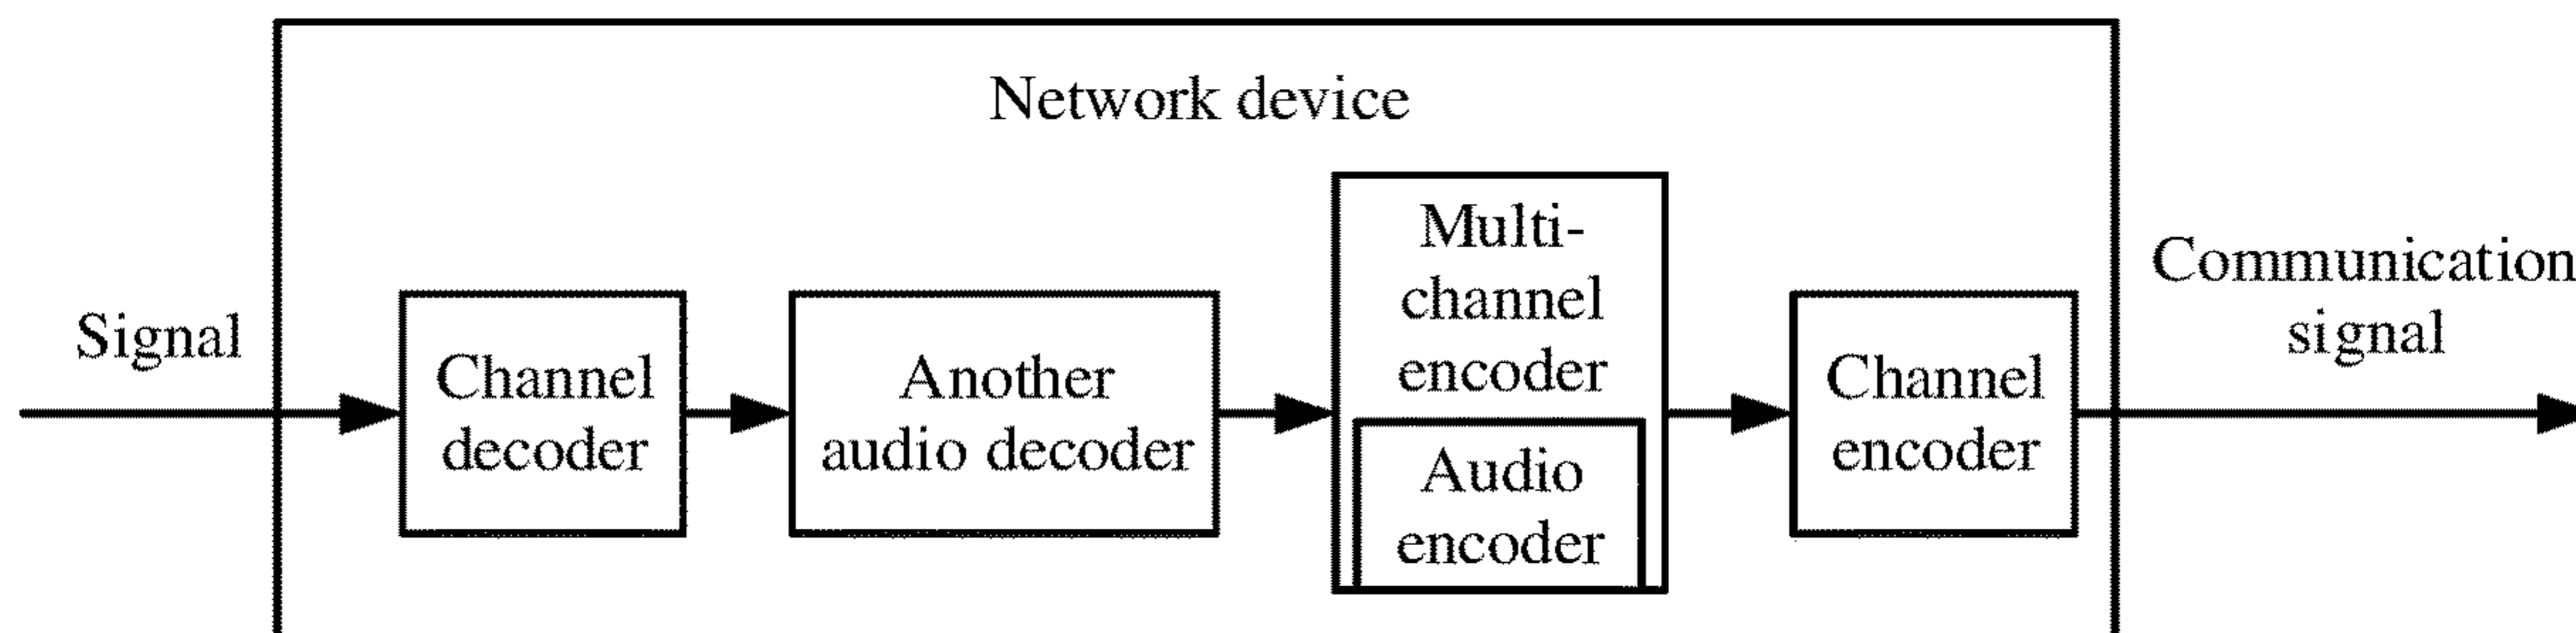 Network device
Signal
Channel
decoder
Another
audio decoder
Multi-
channel
encoder
Audio
encoder
Channel
encoder
Communication
signal